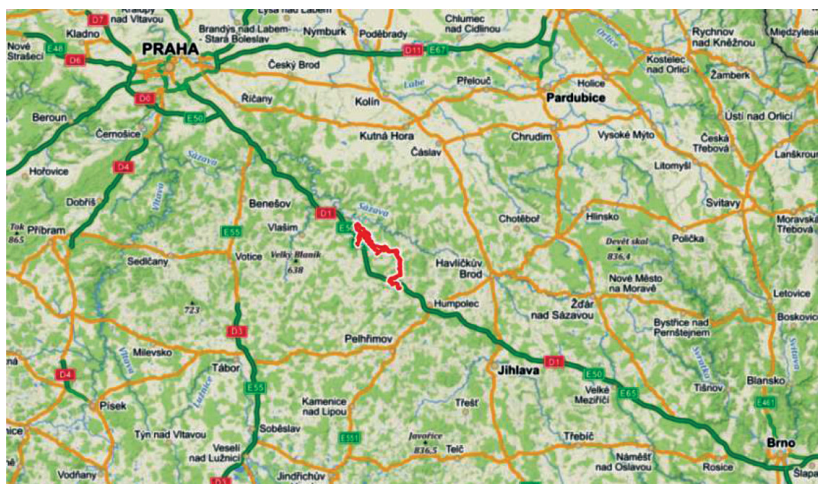 Kralupy
nad Vltavou
Lysá nad
Labem
D7
Kladno
Brandýs nad Labem-
- Stará Boleslav
Nymburk
Poděbrady
Chlumec
nad Cidlinou
Orlice
Rychnov
nad Kněžnou
Międzylesie
Nové
Strašecí
E48
PRAHA
D11
E67
D6
Český Brod
Labe
Přelouč
Kostelec
nad Orlicí
Žamberk
D0
Říčany
Kolín
Holice
Pardubice
Beroun
E50
Ústí nad Orlicí
Černošice
Kutná Hora
Chrudim
Vysoké Mýto
Česká
Třebová
Čáslav
Lanškroun
Hořovice
D4
Sázava
Litomyšl
Dobříš
Vltava
Benešov
Sázava
Svitavy
D1
Chotěboř
Hlinsko
Tok
865
Příbram
E55
Vlašim
E50
Moravská
Třebová
Polička
Sedlčany
Votice
Velký Blaník
638
Havlíčkův
Brod
Devět skal
836,4
Nové Město
na Moravě
Letovice
723
Humpolec
Žďár
nad Sázavou
Bystřice nad
Pernštejnem
Boskovice
D3
Pelhřimov
Vltava
Milevsko
Svratka
Svitava
Tábor
D1
D4
Jihlava
E50
Blansko
Lužnice
E55
Kamenice
nad Lipou
Třešť
Velké
Meziříčí
E65
Tišnov
Písek
E461
Týn nad Vltavou
Soběslav
E551
Javořice
836,5
Telč
Třebíč
Brno
Veselí
nad Lužnicí
Náměšť
nad Oslavou
Rosice
Šlapa
Vodňany
D3
Jindřichův